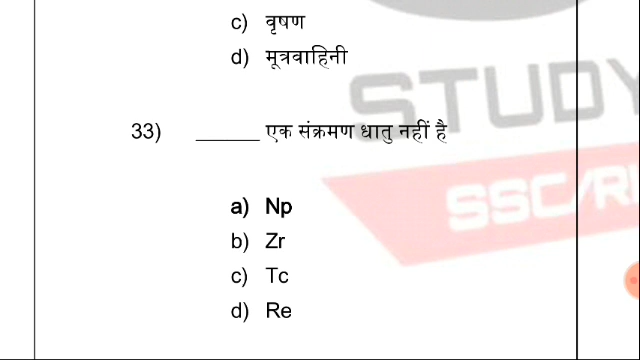 c) वृषण
d) मूत्रवाहिनी
STUDY
33) ______ एक संक्रमण धातु नहीं है
a) Np
SSC/R
b) Zr
c) Tc
d) Re